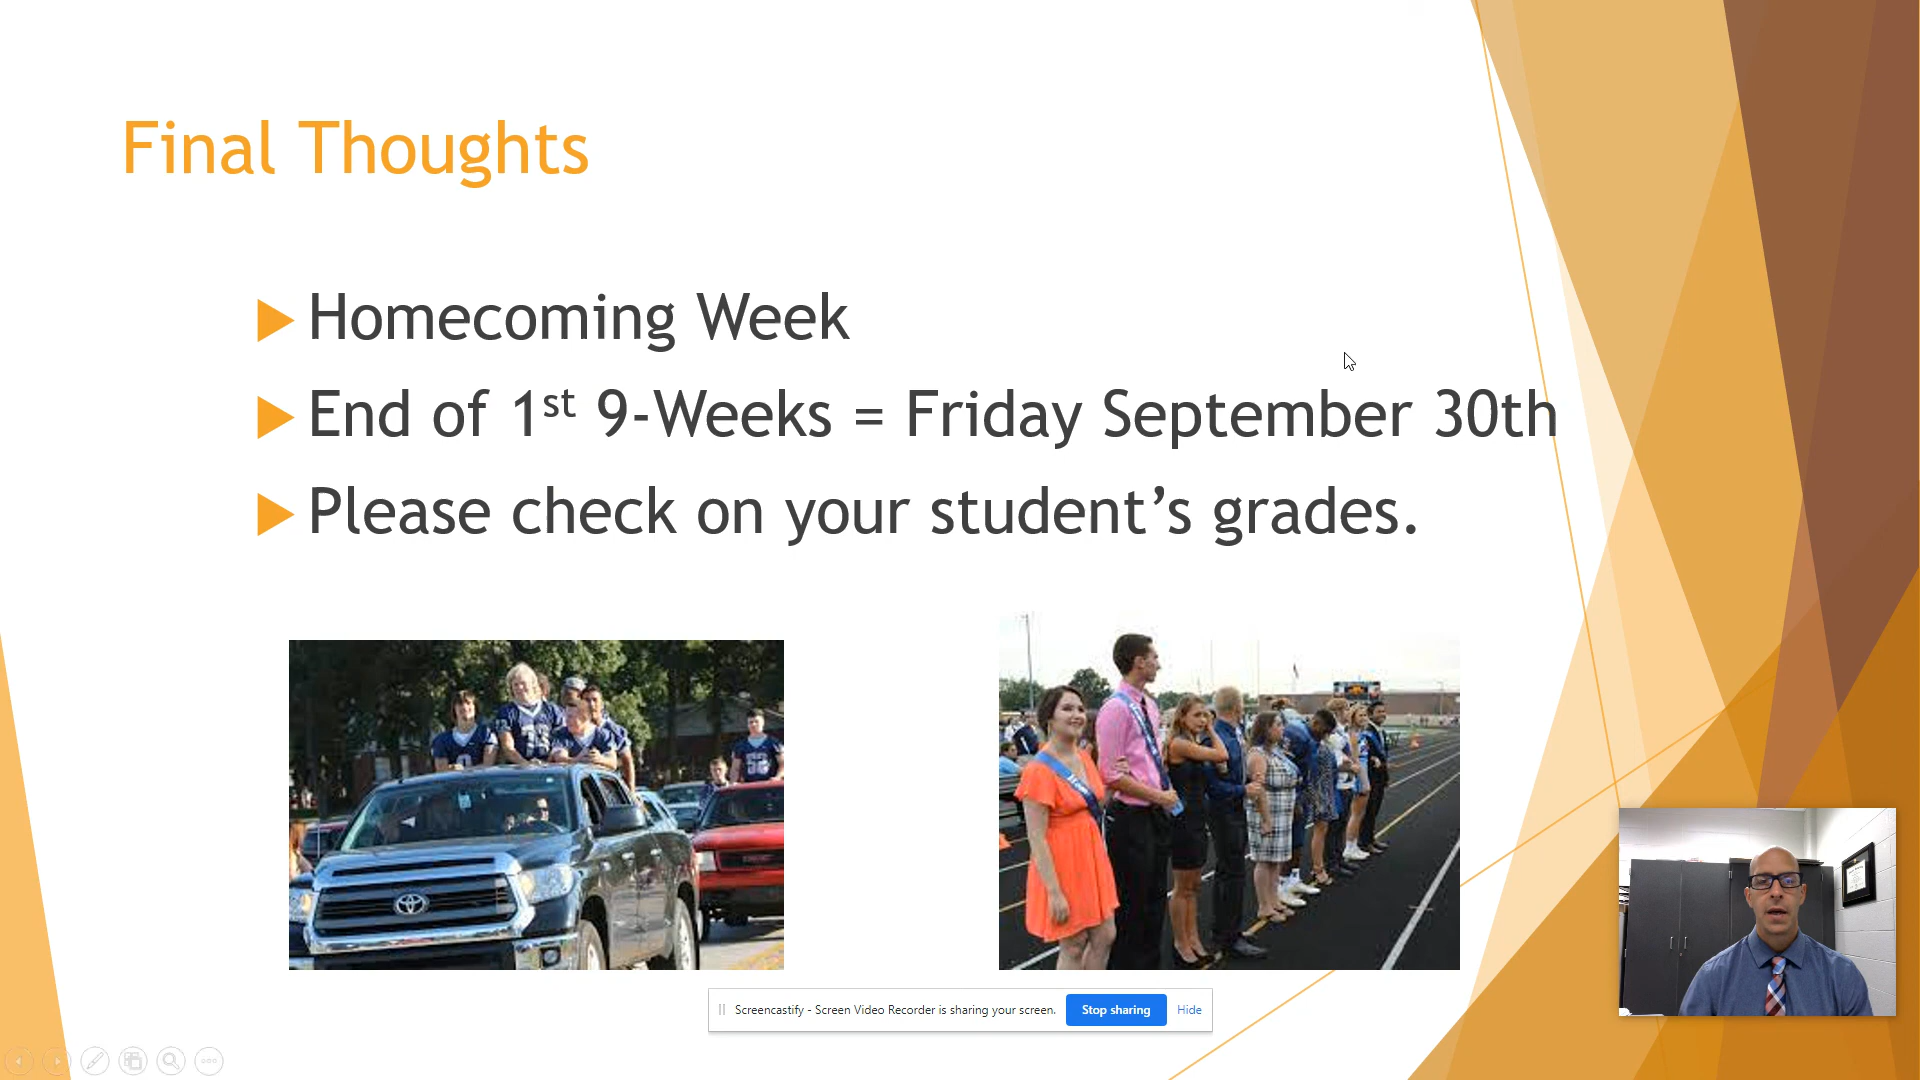 Final Thoughts
Homecoming Week
End of 1st 9-Weeks = Friday September 30th
Please check on your student’s grades.
Screencastify - Screen Video Recorder is sharing your screen.
Stop sharing
Hide